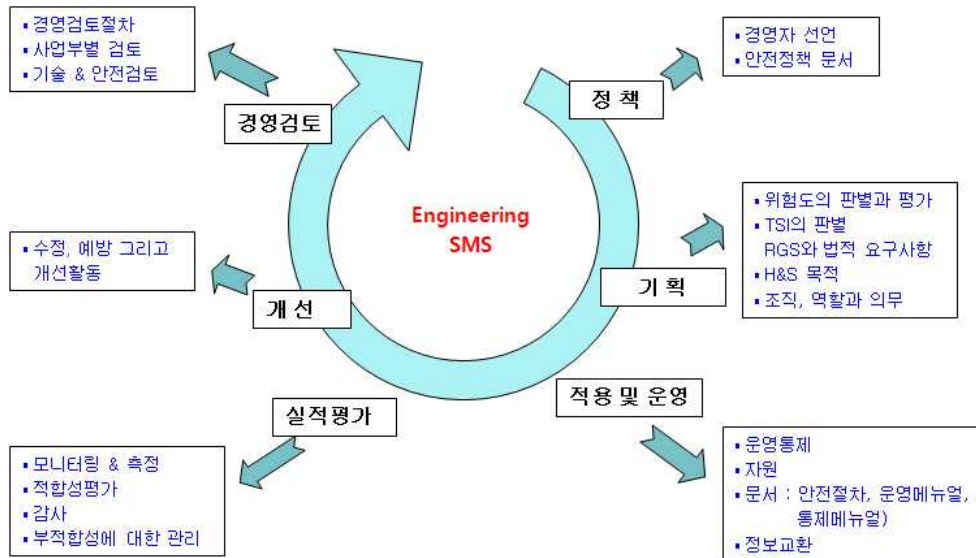 ▪ 경영검토절차
▪ 사업부별 검토
▪ 기술 & 안전검토
경영검토
▪ 경영자 선언
▪ 안전정책 문서
정 책
Engineering
SMS
▪ 위험도의 판별과 평가
▪ TSI의 판별
RGS와 법적 요구사항
▪ H&S 목적
▪ 조직, 역할과 의무
기 획
▪ 수정, 예방 그리고
개선활동
개 선
적용 및 운영
실적평가
▪ 운영통제
▪ 자원
▪ 문서 : 안전절차, 운영메뉴얼,
통제메뉴얼)
▪ 정보교환
▪ 모니터링 & 측정
▪ 적합성평가
▪ 감사
▪ 부적합성에 대한 관리